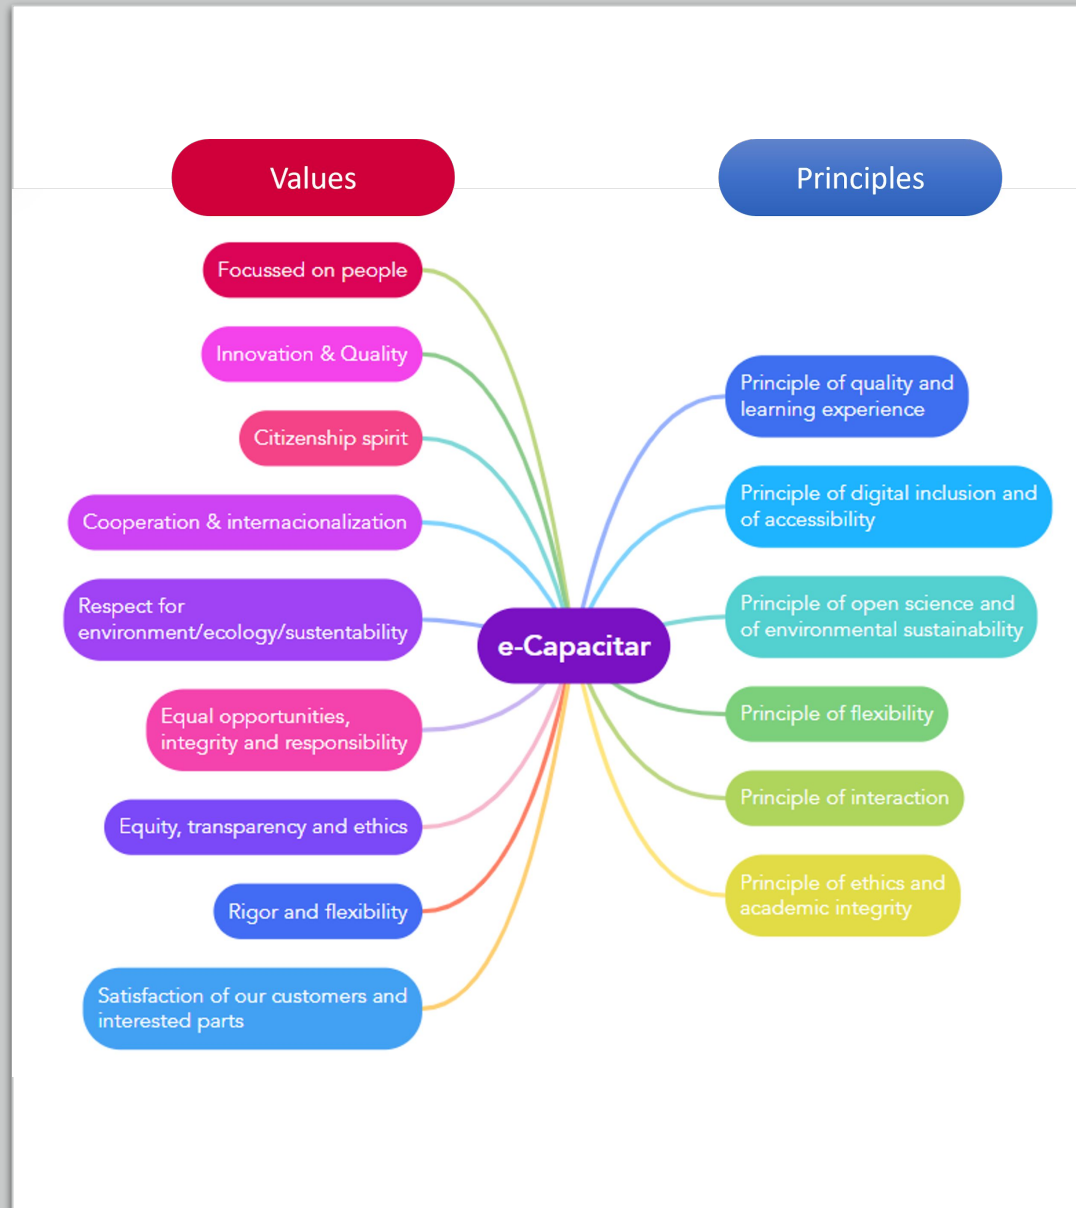 Values
Focussed on people
Innovation & Quality
Citizenship spirit
Cooperation & internacionalization
Respect for
environment/ecology/sustentability
Equal opportunities,
integrity and responsibility
Equity, transparency and ethics
Rigor and flexibility
Satisfaction of our customers and
interested parts
e-Capacitar
Principles
Principle of quality and
learning experience
Principle of digital inclusion and
of accessibility
Principle of open science and
of environmental sustainability
Principle of flexibility
Principle of interaction
Principle of ethics and
academic integrity